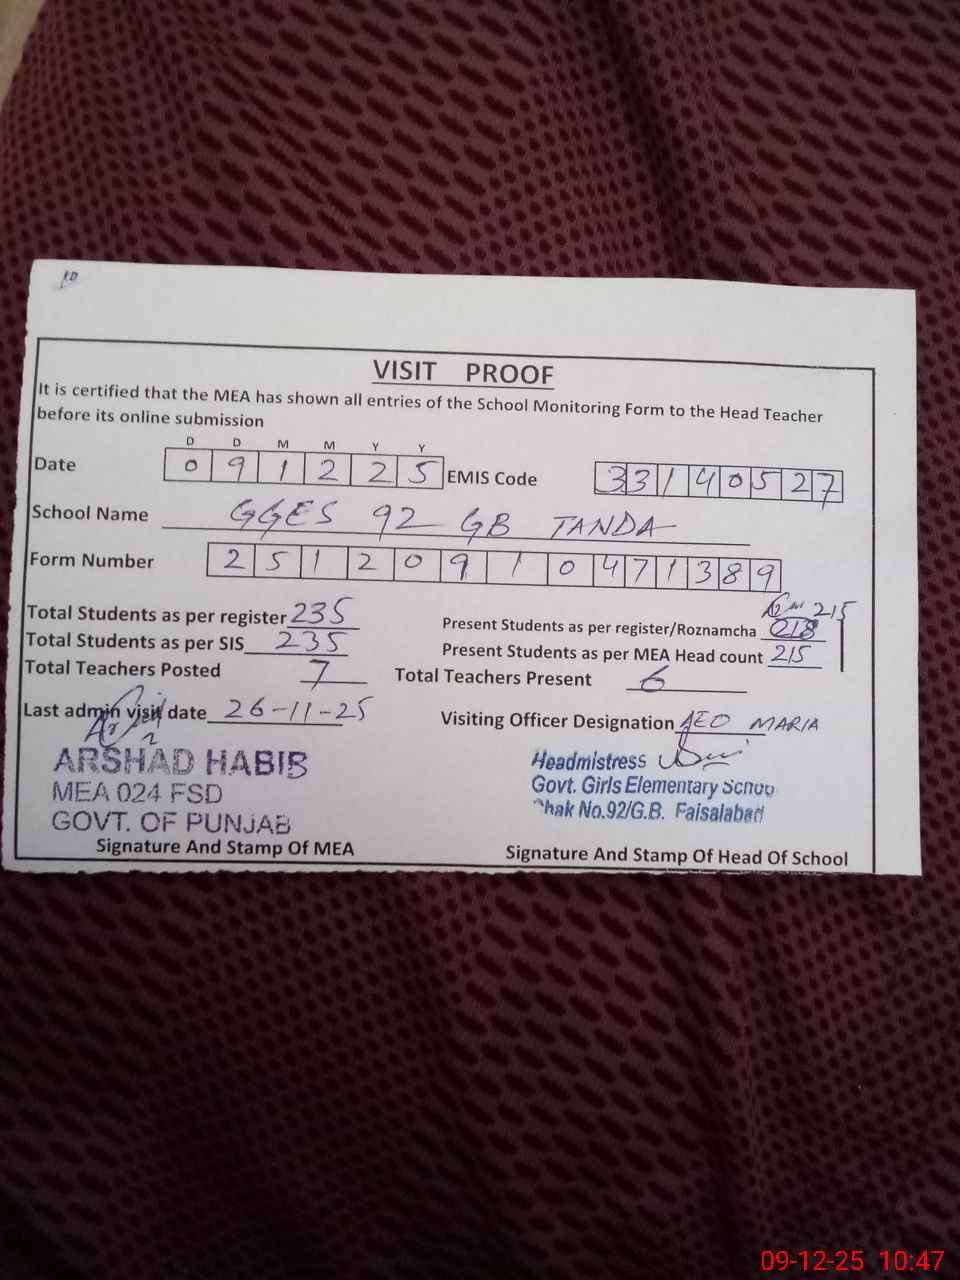 VISIT PROOF
It is certified that the MEA has shown all entries of the School Monitoring Form to the Head Teacher
before its online submission
D D M M Y Y
Date 0 9 1 2 2 5 EMIS Code 3 3 1 4 0 5 2 7
School Name GGES 92 GB TANDA
Form Number 2 5 1 2 0 9 1 0 4 7 1 3 8 9
215
Total Students as per register 235 Present Students as per register/Roznamcha 218
Total Students as per SIS 235 Present Students as per MEA Head count 215
Total Teachers Posted 7 Total Teachers Present 6
Last admin visit date 26-11-25 Visiting Officer Designation AEO MARIA
ARSHAD HABIB
MEA 024 FSD
GOVT. OF PUNJAB
Signature And Stamp Of MEA
Headmistress
Govt. Girls Elementary Schoo
hak No.92/G.B. Faisalabad
Signature And Stamp Of Head Of School
09-12-25 10:47